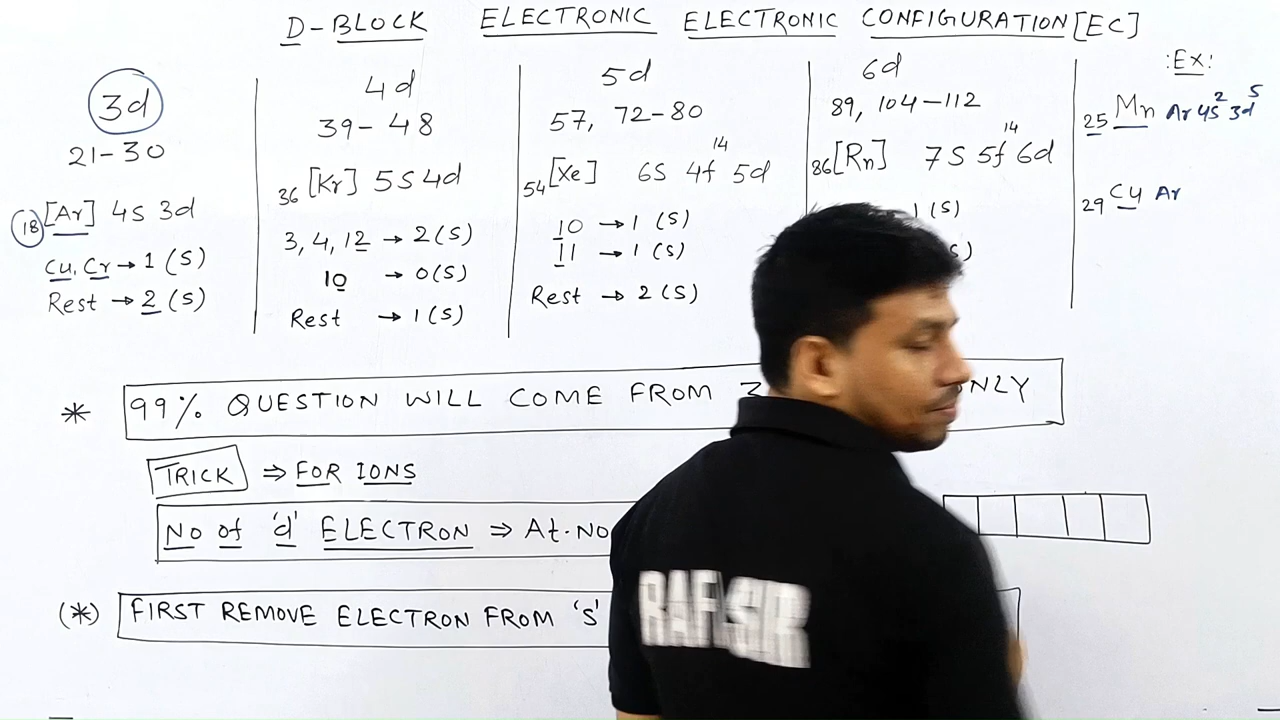 D-BLOCK ELECTRONIC ELECTRONIC CONFIGURATION [EC]
3d
21-30
18[Ar] 4s 3d
Cu, Cr → 1 (s)
Rest → 2 (s)
4d
39-48
36[Kr] 5s 4d
3, 4, 12 → 2(s)
10 → 0(s)
Rest → 1(s)
5d
57, 72-80
54[Xe] 6s 4f¹⁴ 5d
10 → 1 (s)
11 → 1 (s)
Rest → 2 (s)
6d
89, 104-112
86[Rn] 7s 5f¹⁴ 6d
1 (s)
:Ex:
25 Mn Ar 4s² 3d⁵
29 Cu Ar
* 99% QUESTION WILL COME FROM
TRICK ⇒ FOR IONS
No of 'd' ELECTRON ⇒ At. No
(*) FIRST REMOVE ELECTRON FROM 's'
RAFI SIR